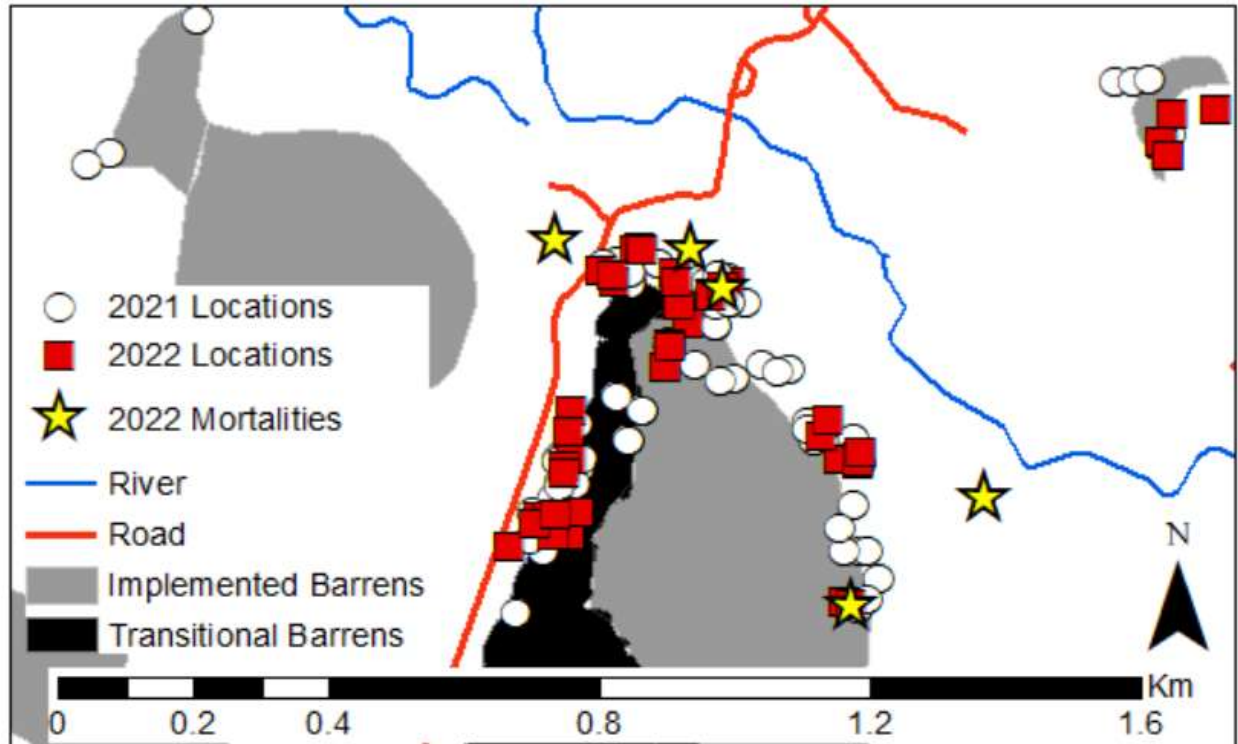 2021 Locations
2022 Locations
2022 Mortalities
River
Road
Implemented Barrens
Transitional Barrens
N
Km
0 0.2 0.4 0.8 1.2 1.6